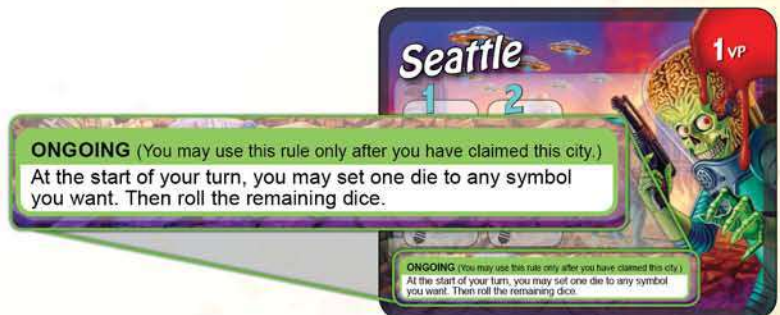 Seattle
1 VP
1 2
ONGOING (You may use this rule only after you have claimed this city.)
At the start of your turn, you may set one die to any symbol
you want. Then roll the remaining dice.
ONGOING (You may use this rule only after you have claimed this city.)
At the start of your turn, you may set one die to any symbol
you want. Then roll the remaining dice.